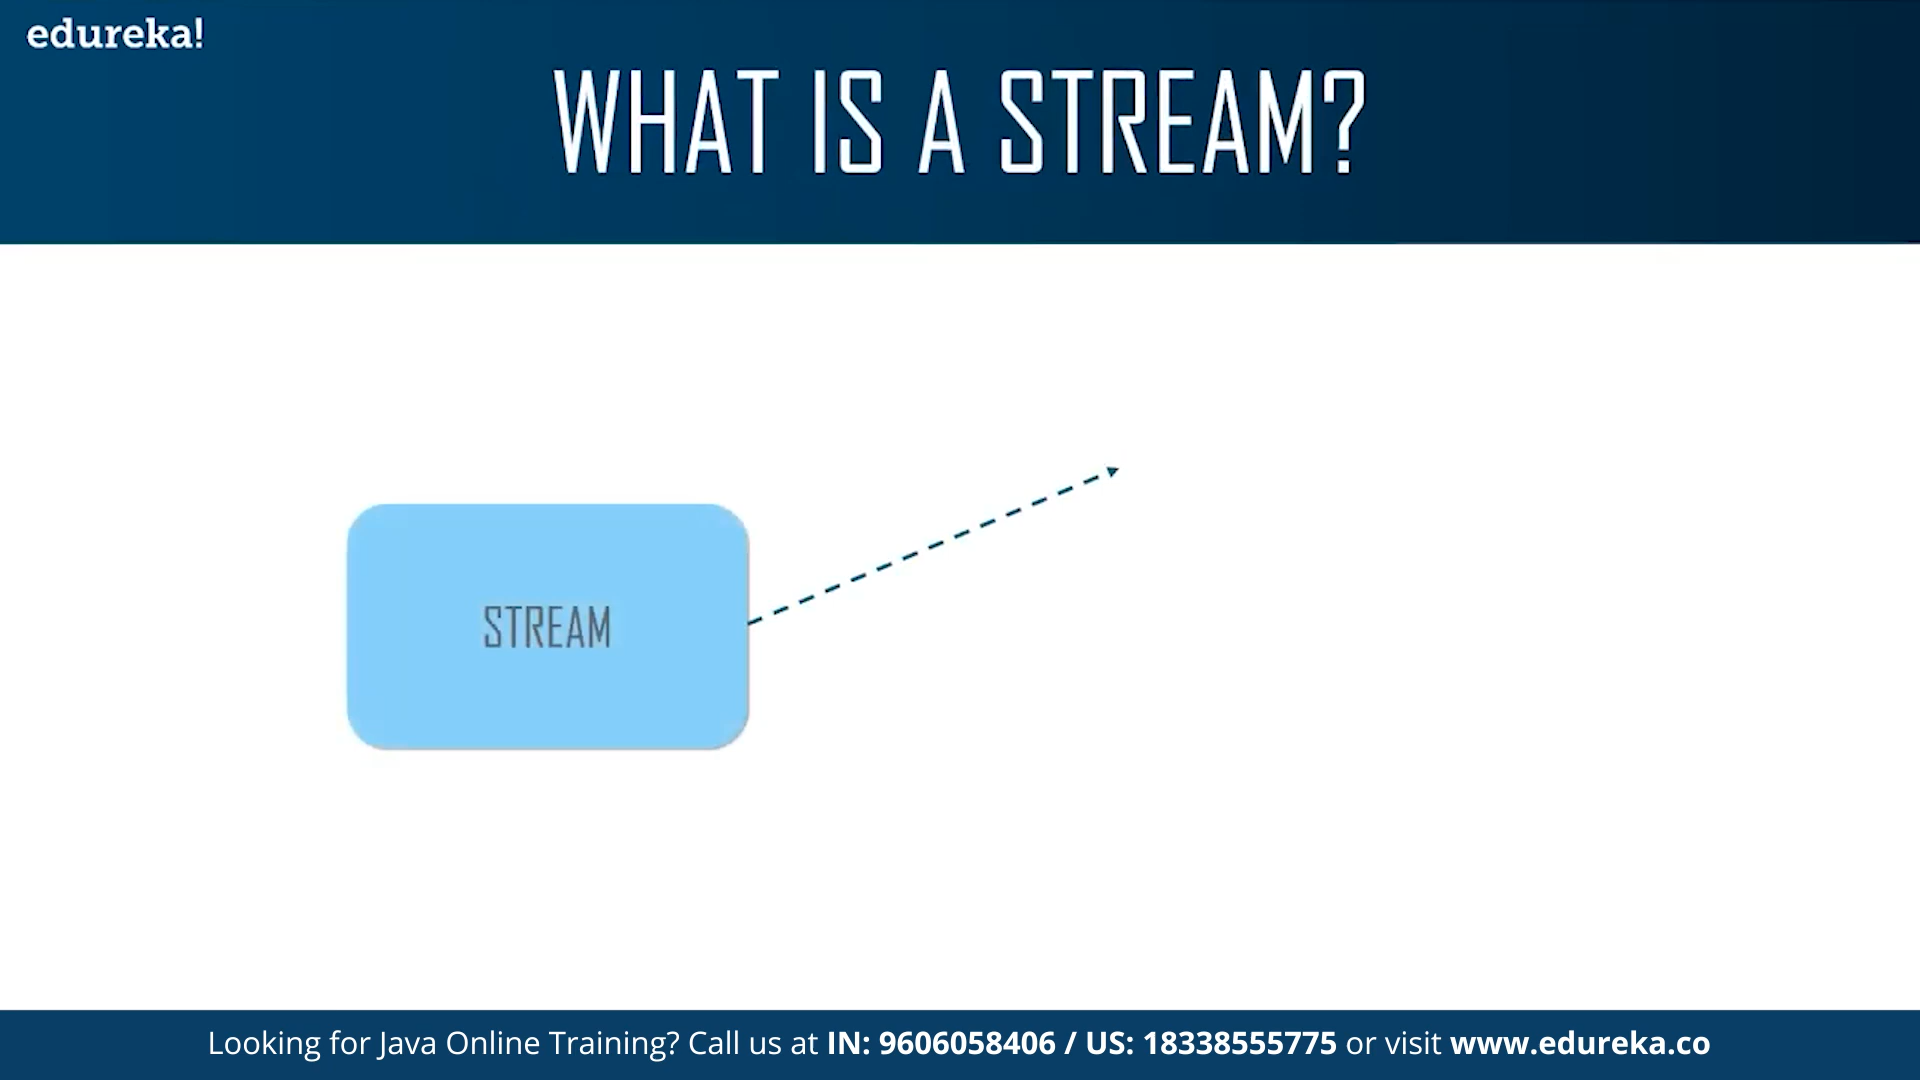 edureka!
WHAT IS A STREAM?
STREAM
Looking for Java Online Training? Call us at IN: 9606058406 / US: 18338555775 or visit www.edureka.co